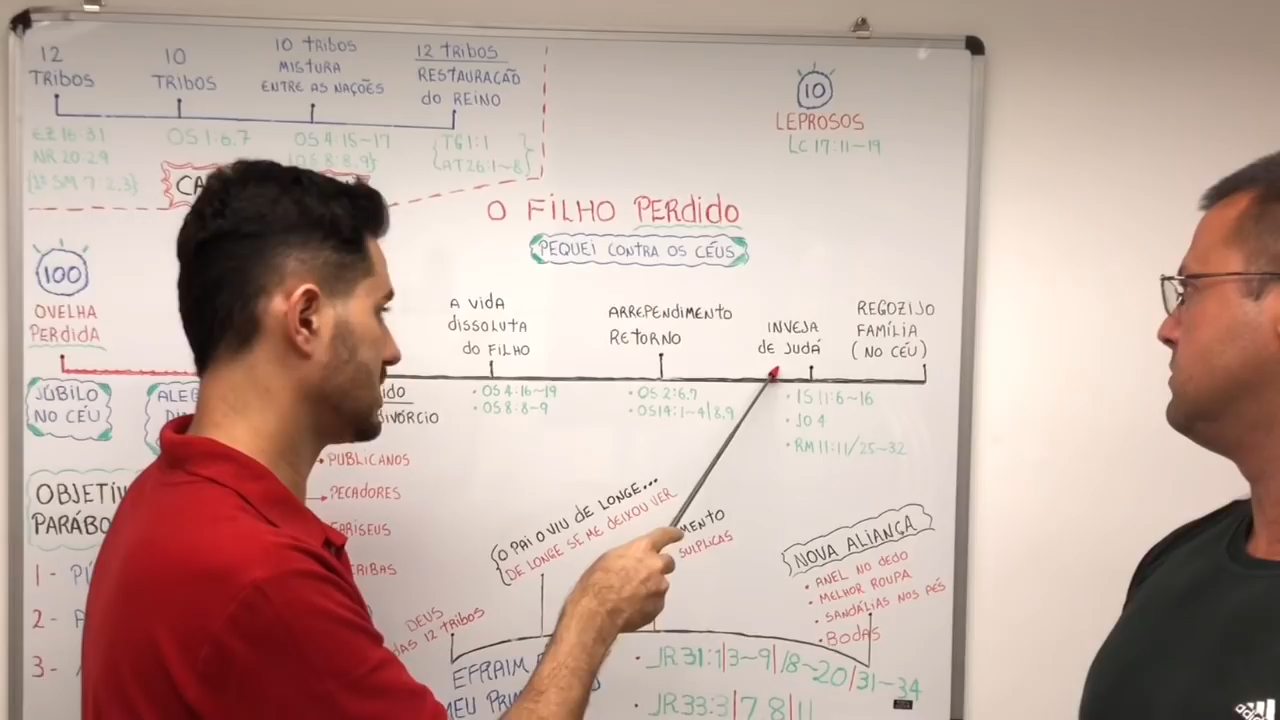 12
TRIBOS
10
TRIBOS
10 TRIBOS
MISTURA
ENTRE AS NAÇÕES
12 TRIBOS
RESTAURAÇÃO
do REINO
EZ 16:31
NR 20:29
{1º SM 7:2,3}
OS 1:6,7
OS 4:15~17
{OS 8:8,9}
{TG 1:1
AT 26:1~8}
10
LEPROSOS
LC 17:11~19
O FILHO PERDIDO
PEQUEI CONTRA OS CÉUS
100
OVELHA
PERDIDA
A VIDA
DISSOLUTA
do FILHO
ARREPENDIMENTO
RETORNO
INVEJA
de JUDÁ
REGOZIJO
FAMÍLIA
(NO CÉU)
JÚBILO
NO CÉU
DIVÓRCIO
• OS 4:16~19
• OS 8:8~9
• OS 2:6,7
• OS 14:1~4|8,9
• IS 11:6~16
• JO 4
• RM 11:11/25~32
• PUBLICANOS
PECADORES
FARISEUS
1 -
2 -
3 -
{O PAI O VIU DE LONGE...
DE LONGE SE ME DEIXOU VER
SULPLICAS
NOVA ALIANÇA
• ANEL NO DEDO
• MELHOR ROUPA
• SANDÁLIAS NOS PÉS
• BODAS
DEUS
DAS 12 TRIBOS
EFRAIM
MEU
• JR 31:1|3~9|18~20|31~34
• JR 33:3|7,8|11